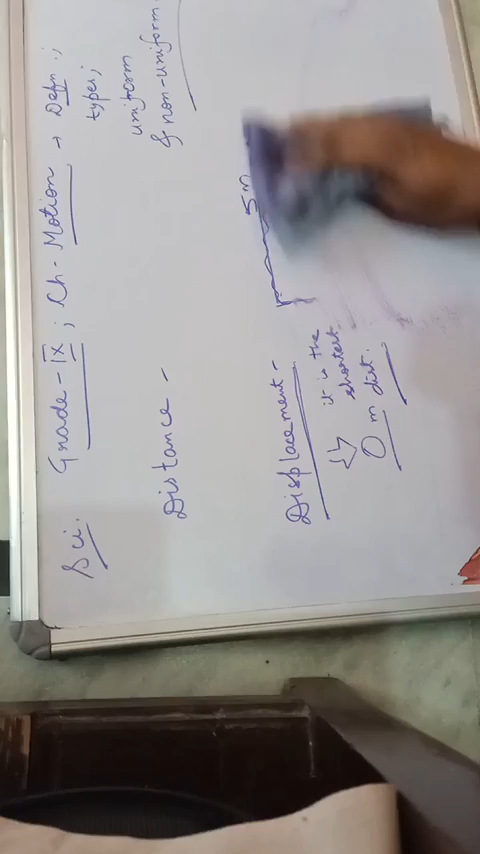 Sci. Grade - IX ; Ch - Motion → Defn.;
types;
uniform
& non-uniform.
Distance -
Displacement - 5m
it is the
shortest
0 m dist.